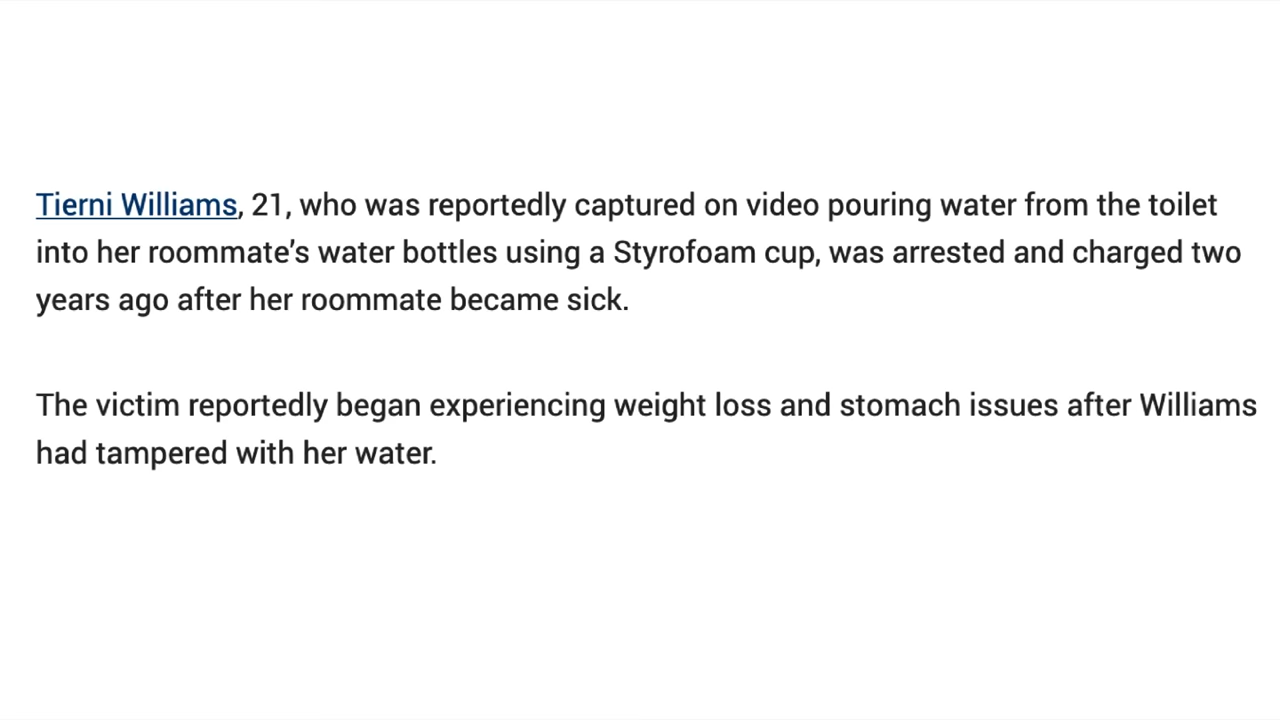 Tierni Williams, 21, who was reportedly captured on video pouring water from the toilet
into her roommate’s water bottles using a Styrofoam cup, was arrested and charged two
years ago after her roommate became sick.
The victim reportedly began experiencing weight loss and stomach issues after Williams
had tampered with her water.